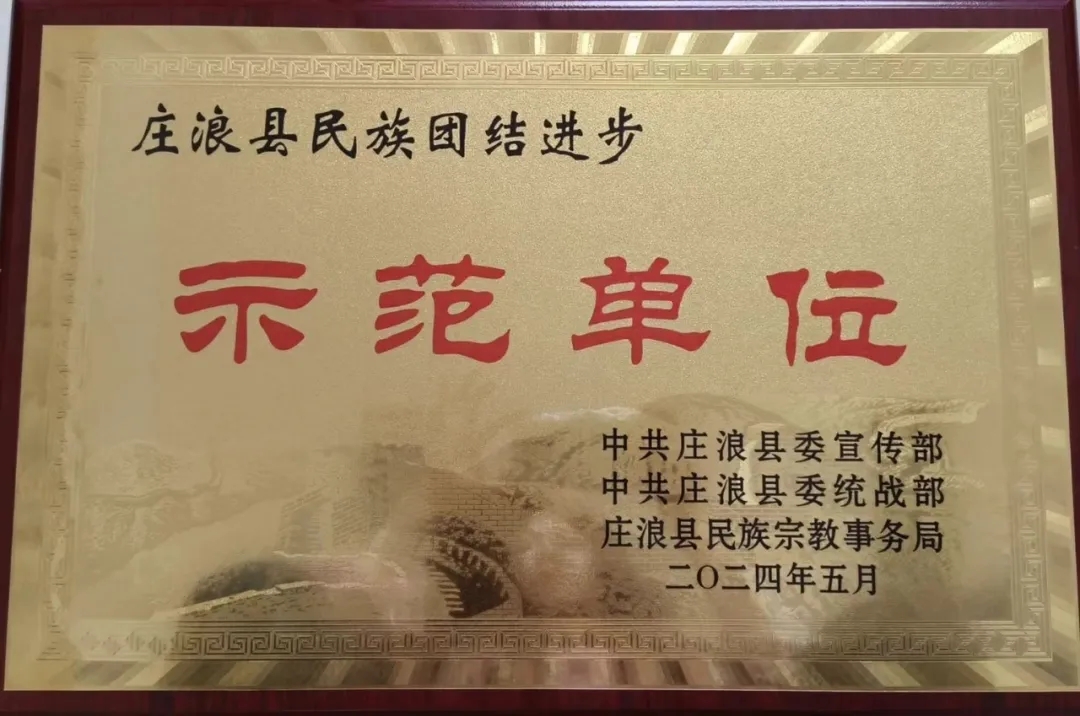 庄浪县民族团结进步
示范单位
中共庄浪县委宣传部
中共庄浪县委统战部
庄浪县民族宗教事务局
二〇二四年五月